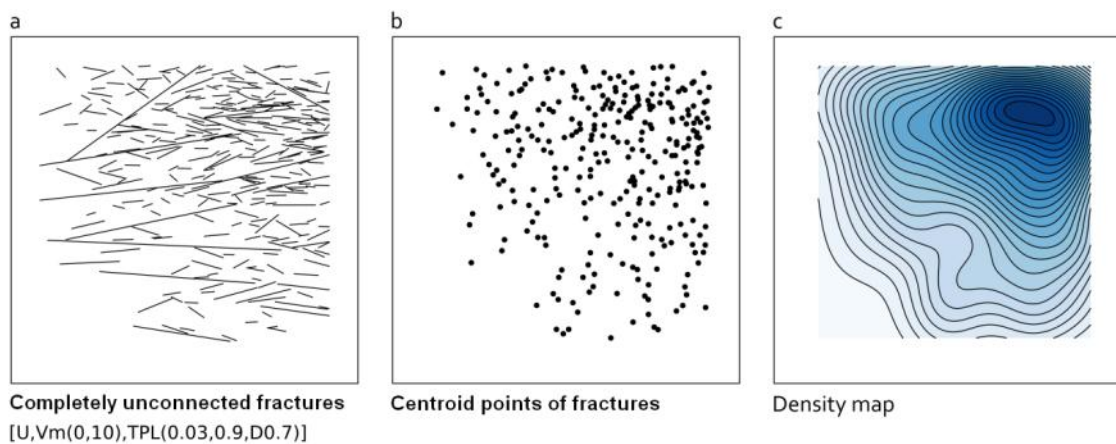 a
b
c
Completely unconnected fractures
[U,Vm(0,10),TPL(0.03,0.9,D0.7)]
Centroid points of fractures
Density map